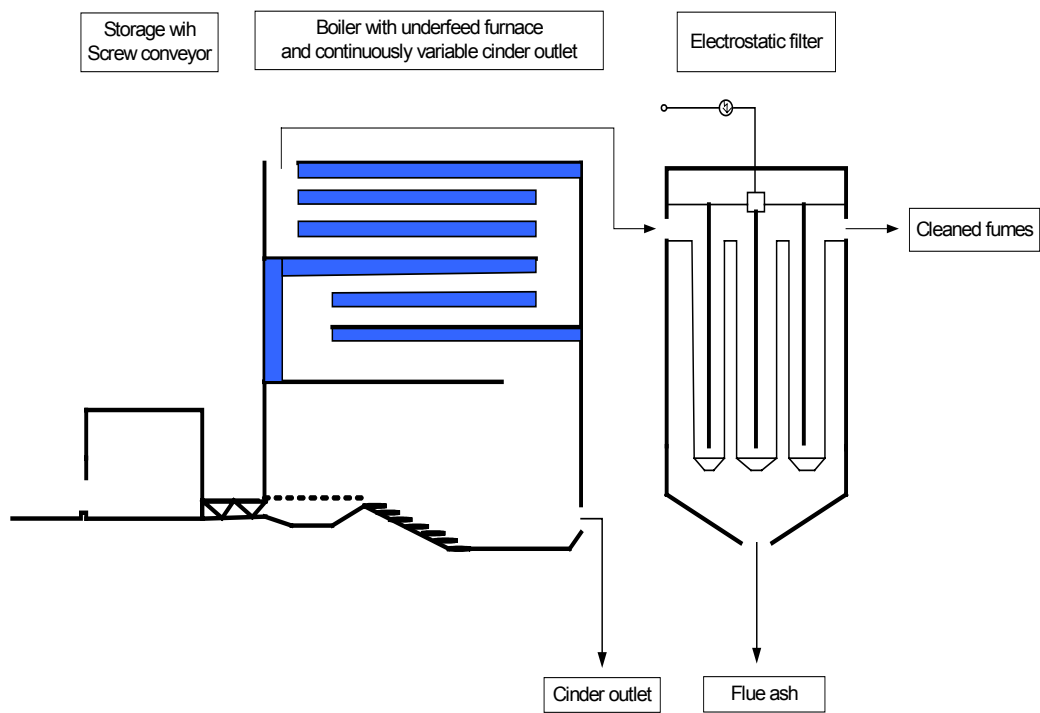 Storage wih
Screw conveyor
Boiler with underfeed furnace
and continuously variable cinder outlet
Electrostatic filter
Cleaned fumes
Cinder outlet
Flue ash